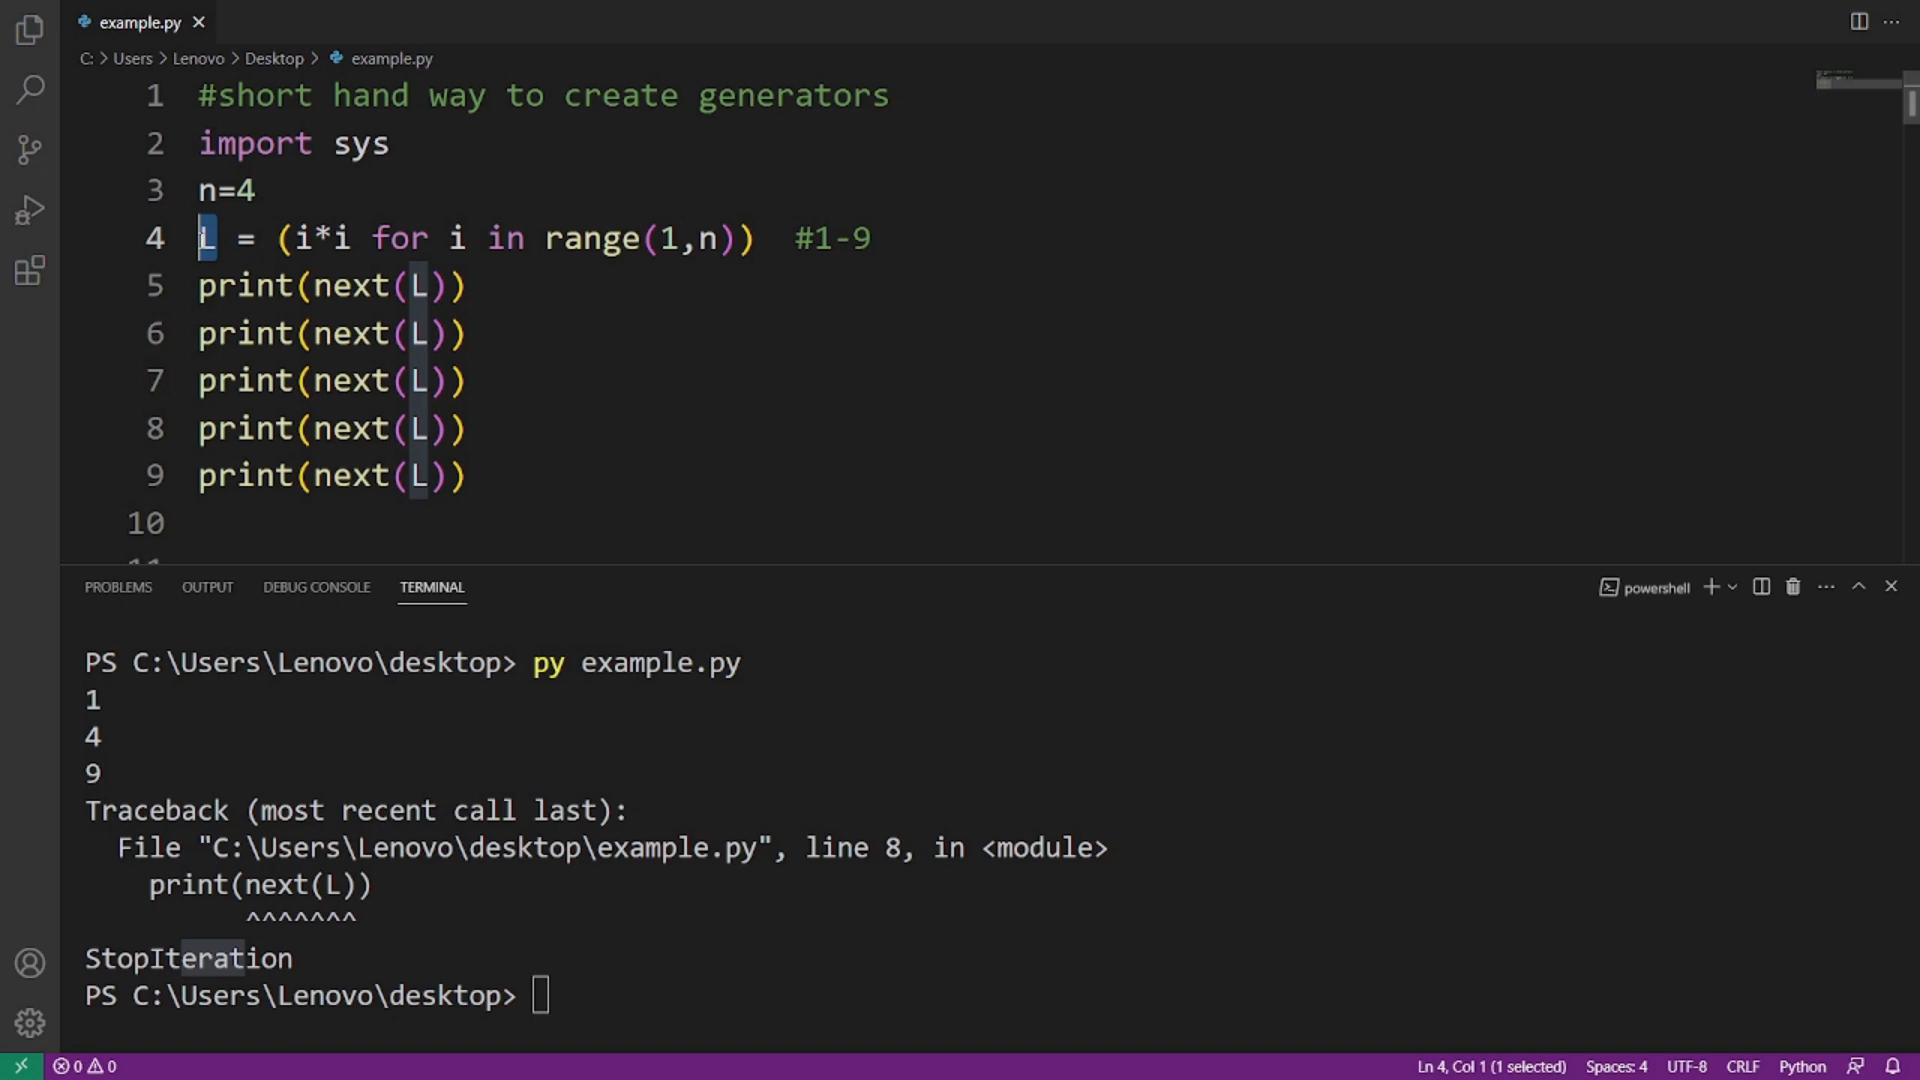 example.py
C: > Users > Lenovo > Desktop > example.py
1 #short hand way to create generators
2 import sys
3 n=4
4 L = (i*i for i in range(1,n)) #1-9
5 print(next(L))
6 print(next(L))
7 print(next(L))
8 print(next(L))
9 print(next(L))
10
11
PROBLEMS OUTPUT DEBUG CONSOLE TERMINAL powershell
PS C:\Users\Lenovo\desktop> py example.py
1
4
9
Traceback (most recent call last):
File "C:\Users\Lenovo\desktop\example.py", line 8, in <module>
print(next(L))
^^^^^^^
StopIteration
PS C:\Users\Lenovo\desktop>
0 0 Ln 4, Col 1 (1 selected) Spaces: 4 UTF-8 CRLF Python